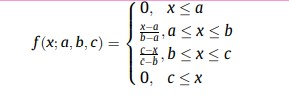 0, x ≤ a
f(x; a, b, c) = { (x−a)/(b−a), a ≤ x ≤ b
(c−x)/(c−b), b ≤ x ≤ c
0, c ≤ x